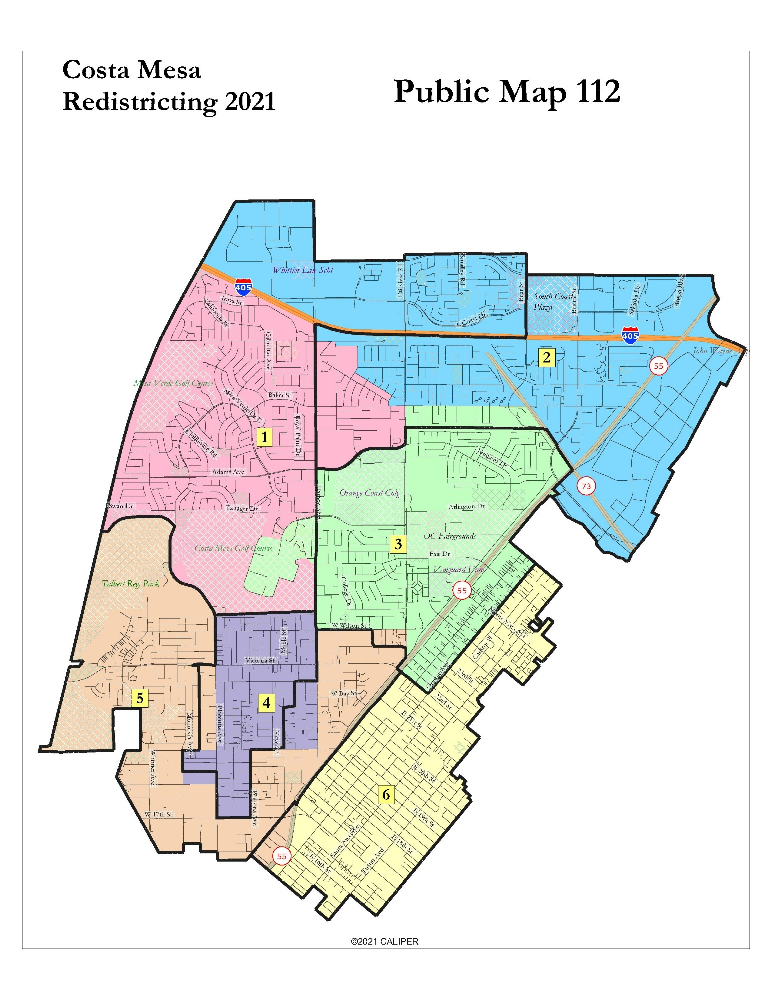 Costa Mesa
Redistricting 2021
Public Map 112
Whittier Law Schl
Fairview Rd
Smalley Rd
405
Iowa St
California St
Bear St
South Coast
Plaza
Bristol St
Sakioka Dr
Anton Blvd
S Coast Dr
405
Gibraltar Ave
2
John Wayne Airp
55
Mesa Verde Golf Course
Mesa Verde Dr E
Baker St
Royal Palm Dr
1
Clubhouse Rd
Adams Ave
Junipero Dr
73
Orange Coast Colg
Harbor Blvd
Swan Dr
Tanager Dr
Arlington Dr
OC Fairgrounds
3
Costa Mesa Golf Course
Fair Dr
Vanguard Univ.
Talbert Reg. Park
College Dr
55
Monte Vista Ave
W Wilson St
Maple St
Carlton Pl
Victoria St
Orange Ave
23rd St
5
4
W Bay St
22nd St
Placentia Ave
Monrovia Ave
E 21st St
Meyer Pl
Whittier Ave
E 20th St
6
Pomona Ave
W 17th St
E 19th St
Santa Ana Ave
E 18th St
55
E 16th St
Tustin Ave
©2021 CALIPER